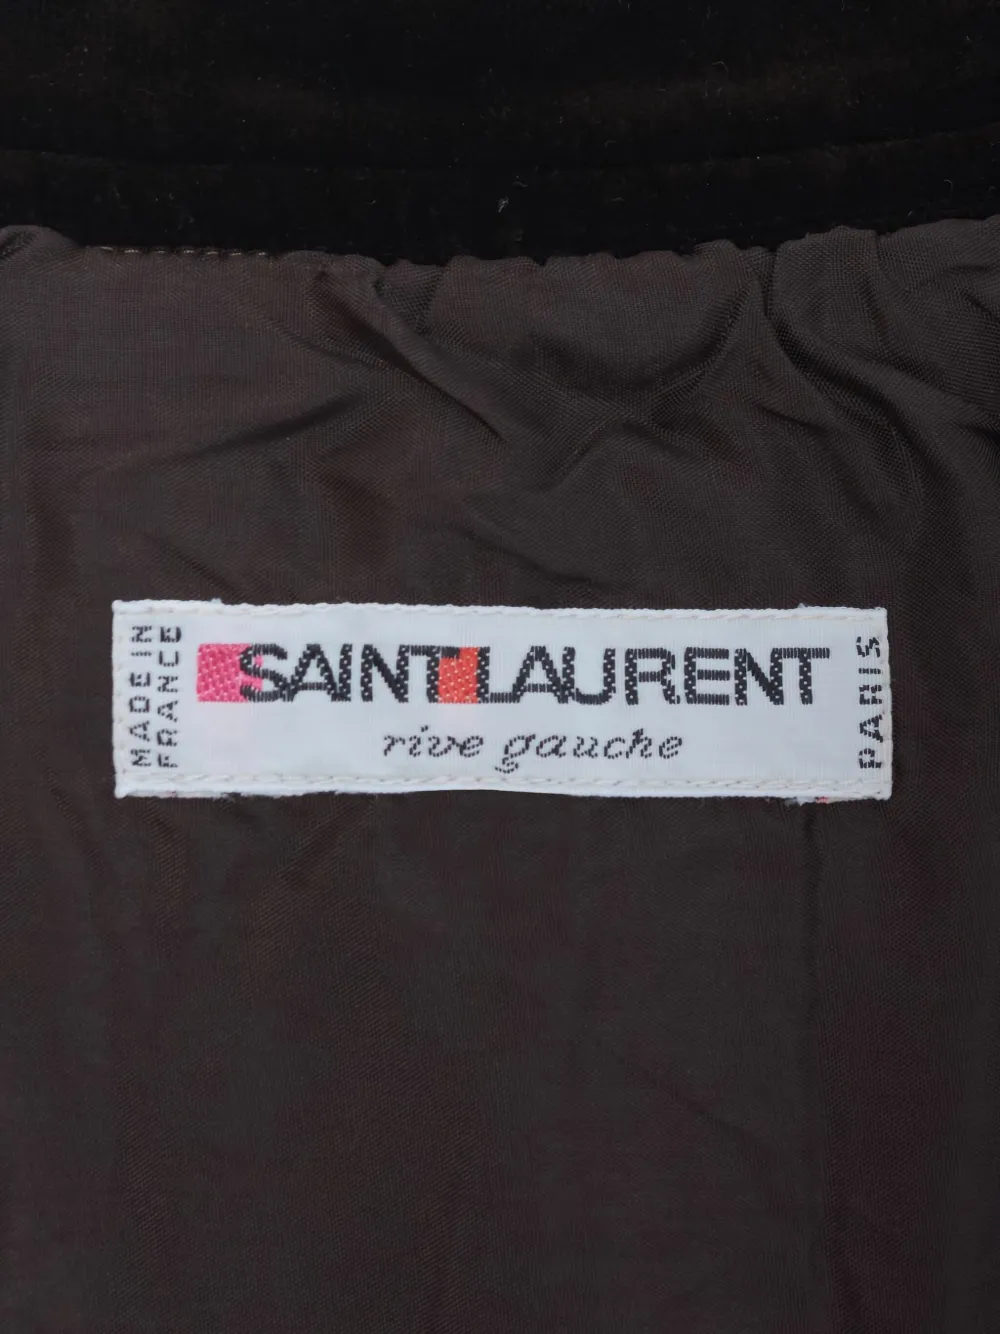 MADE IN
FRANCE
SAINT LAURENT
rive gauche
PARIS